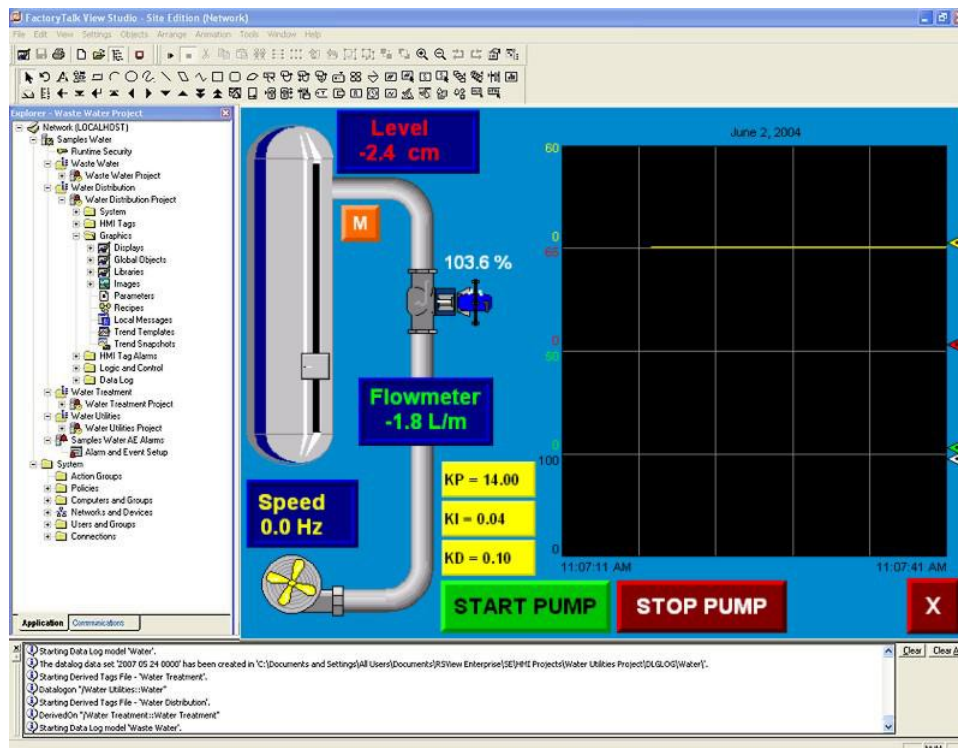 FactoryTalk View Studio - Site Edition (Network)
File Edit View Settings Objects Arrange Animation Tools Window Help
Explorer - Waste Water Project
Network (LOCALHOST)
Samples Water
Runtime Security
Waste Water
Waste Water Project
Water Distribution
Water Distribution Project
System
HMI Tags
Graphics
Displays
Global Objects
Libraries
Images
Parameters
Recipes
Local Messages
Trend Templates
Trend Snapshots
HMI Tag Alarms
Logic and Control
Data Log
Water Treatment
Water Treatment Project
Water Utilities
Water Utilities Project
Samples Water AE Alarms
Alarm and Event Setup
System
Action Groups
Policies
Computers and Groups
Networks and Devices
Users and Groups
Connections
Application Communications
Level
-2.4 cm
M
103.6 %
Flowmeter
-1.8 L/m
Speed
0.0 Hz
KP = 14.00
KI = 0.04
KD = 0.10
June 2, 2004
60
0
65
0
50
0
100
0
11:07:11 AM 11:07:41 AM
START PUMP STOP PUMP X
Starting Data Log model 'Water'.
The datalog data set '2007 05 24 0000' has been created in 'C:\Documents and Settings\All Users\Documents\RSView Enterprise\SE\HMI Projects\Water Utilities Project\DLGLOG\Water\'.
Starting Derived Tags File - 'Water Treatment'.
Datalogon "/Water Utilities::Water"
Starting Derived Tags File - 'Water Distribution'.
DerivedOn "/Water Treatment::Water Treatment"
Starting Data Log model 'Waste Water'.
Clear Clear A